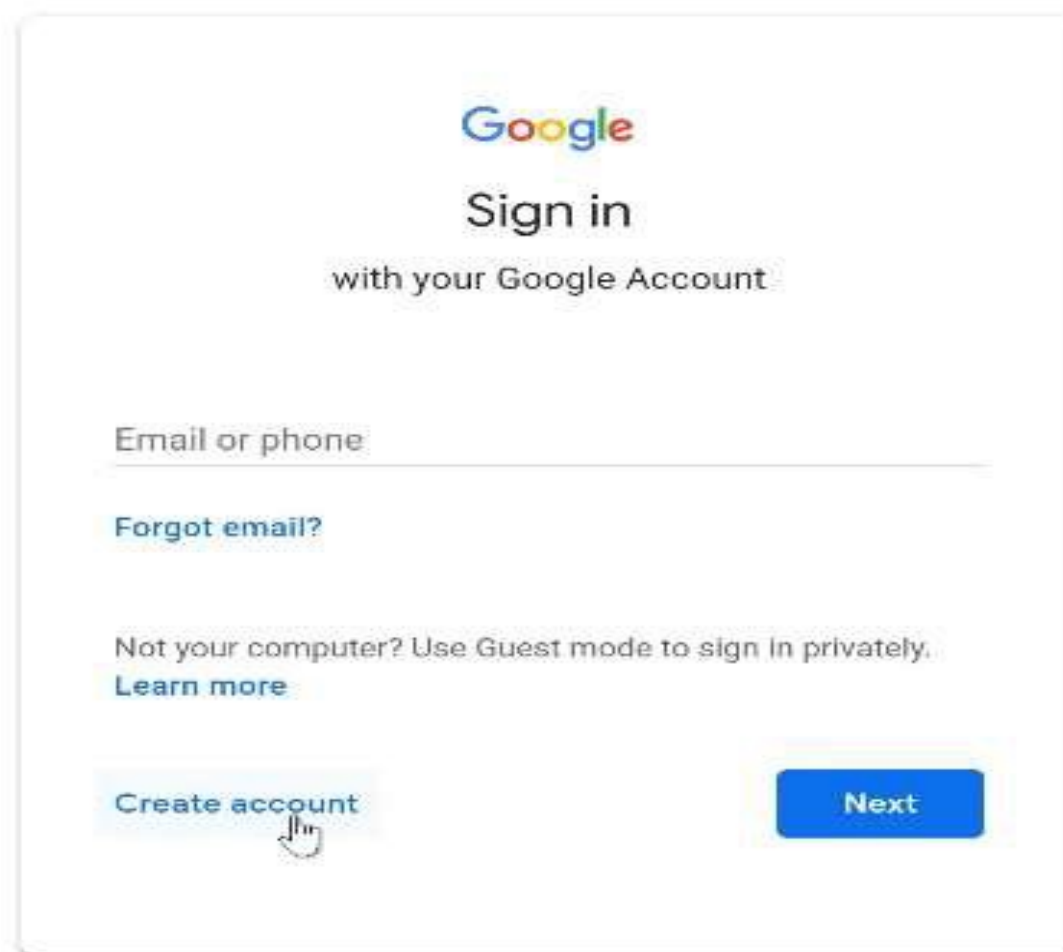 Google
Sign in
with your Google Account
Email or phone
Forgot email?
Not your computer? Use Guest mode to sign in privately.
Learn more
Create account
Next